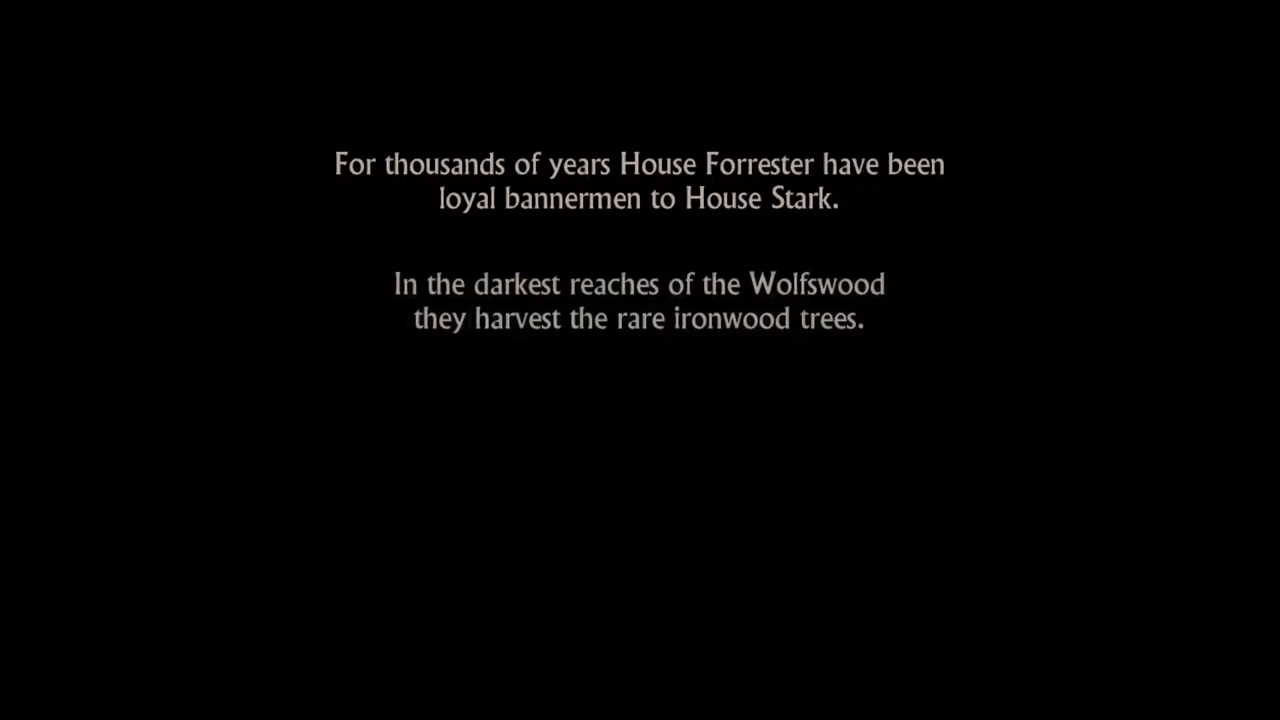 For thousands of years House Forrester have been
loyal bannermen to House Stark.
In the darkest reaches of the Wolfswood
they harvest the rare ironwood trees.